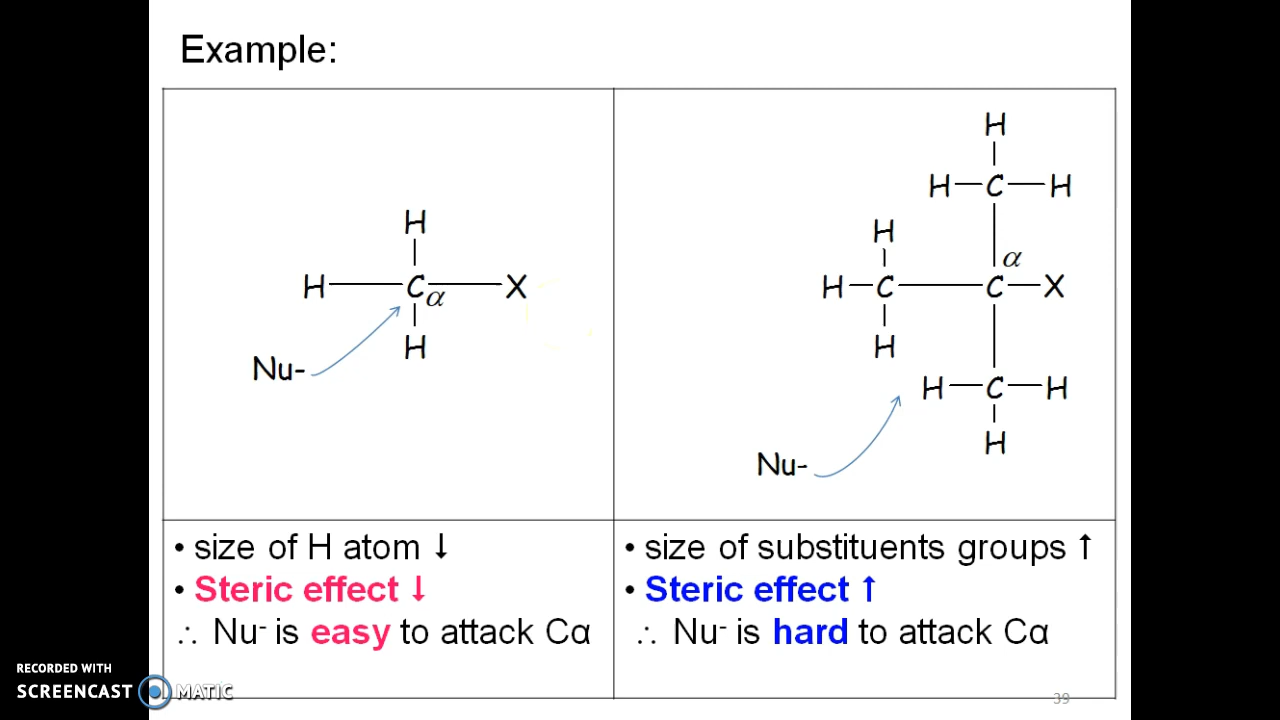 Example:
H
H C α X
H
Nu-
H
H C H
H α
H C C X
H
H C H
Nu-
H
• size of H atom ↓
• Steric effect ↓
∴ Nu- is easy to attack Cα
• size of substituents groups ↑
• Steric effect ↑
∴ Nu- is hard to attack Cα
RECORDED WITH
SCREENCAST MATIC
39